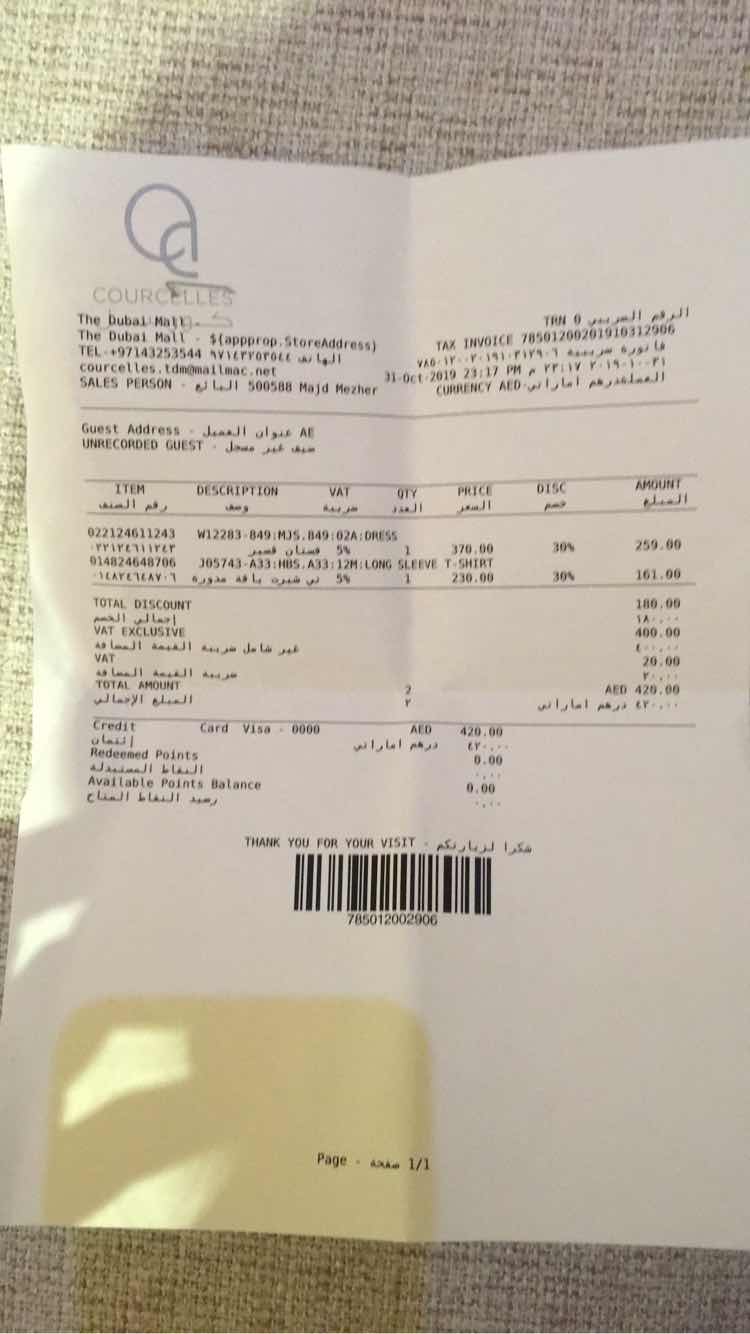 COURCELLES
The Dubai Mall
The Dubai Mall - ${appprop.StoreAddress}
TEL +97143253544 الهاتف ٩٧١٤٣٢٥٣٥٤٤
courcelles.tdm@mailmac.net
SALES PERSON - البائع 500588 Majd Mezher
TRN 0 الرقم الضريبي
TAX INVOICE 78501200201910312906
فاتورة ضريبية ٧٨٥٠١٢٠٠٢٠١٩١٠٣١٢٩٠٦
31-Oct-2019 23:17 PM م ٢٣:١٧ ٢٠١٩-١٠-٣١
CURRENCY AED العملة درهم اماراتي
Guest Address - عنوان العميل AE
UNRECORDED GUEST - ضيف غير مسجل
ITEM DESCRIPTION VAT QTY PRICE DISC AMOUNT
رقم الصنف وصف ضريبة العدد السعر خصم المبلغ
022124611243 W12283-849:MJS.B49:02A:DRESS
٠٢٢١٢٤٦١١٢٤٣ فستان قصير 5% 1 370.00 30% 259.00
014824648706 J05743-A33:HBS.A33:12M:LONG SLEEVE T-SHIRT
٠١٤٨٢٤٦٤٨٧٠٦ تي شيرت ياقة مدورة 5% 1 230.00 30% 161.00
TOTAL DISCOUNT 180.00
إجمالي الخصم ١٨٠.٠٠
VAT EXCLUSIVE 400.00
غير شامل ضريبة القيمة المضافة ٤٠٠.٠٠
VAT 20.00
ضريبة القيمة المضافة ٢٠.٠٠
TOTAL AMOUNT 2 AED 420.00
المبلغ الإجمالي ٢ ٤٢٠.٠٠ درهم اماراتي
Credit Card Visa - 0000 AED 420.00
إئتمان درهم اماراتي ٤٢٠.٠٠
Redeemed Points 0.00
النقاط المستبدلة ٠.٠٠
Available Points Balance 0.00
رصيد النقاط المتاح ٠.٠٠
THANK YOU FOR YOUR VISIT - شكرا لزيارتكم
785012002906
Page - صفحة 1/1